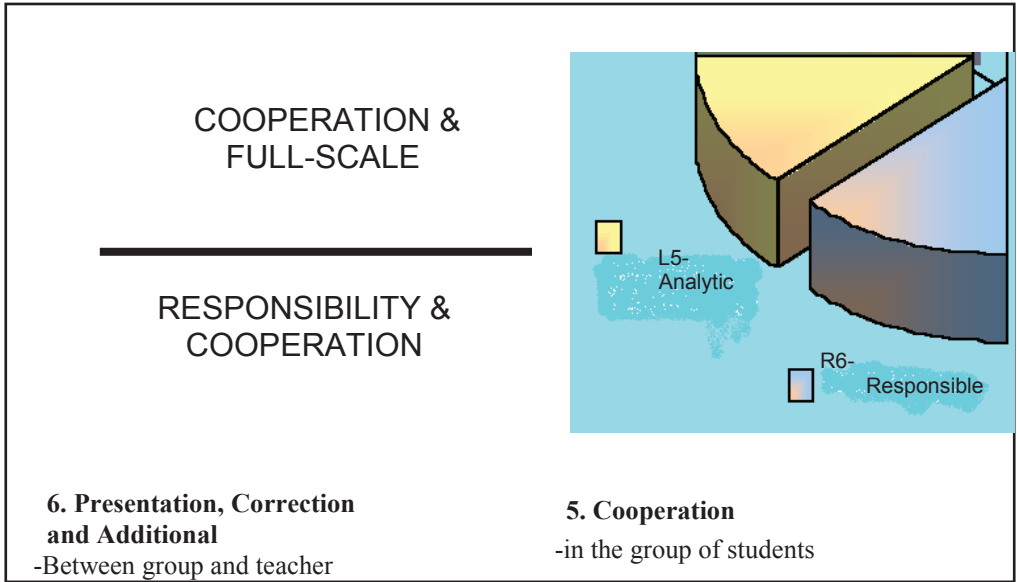 COOPERATION &
FULL-SCALE
RESPONSIBILITY &
COOPERATION
L5-
Analytic
R6-
Responsible
6. Presentation, Correction
and Additional
-Between group and teacher
5. Cooperation
-in the group of students